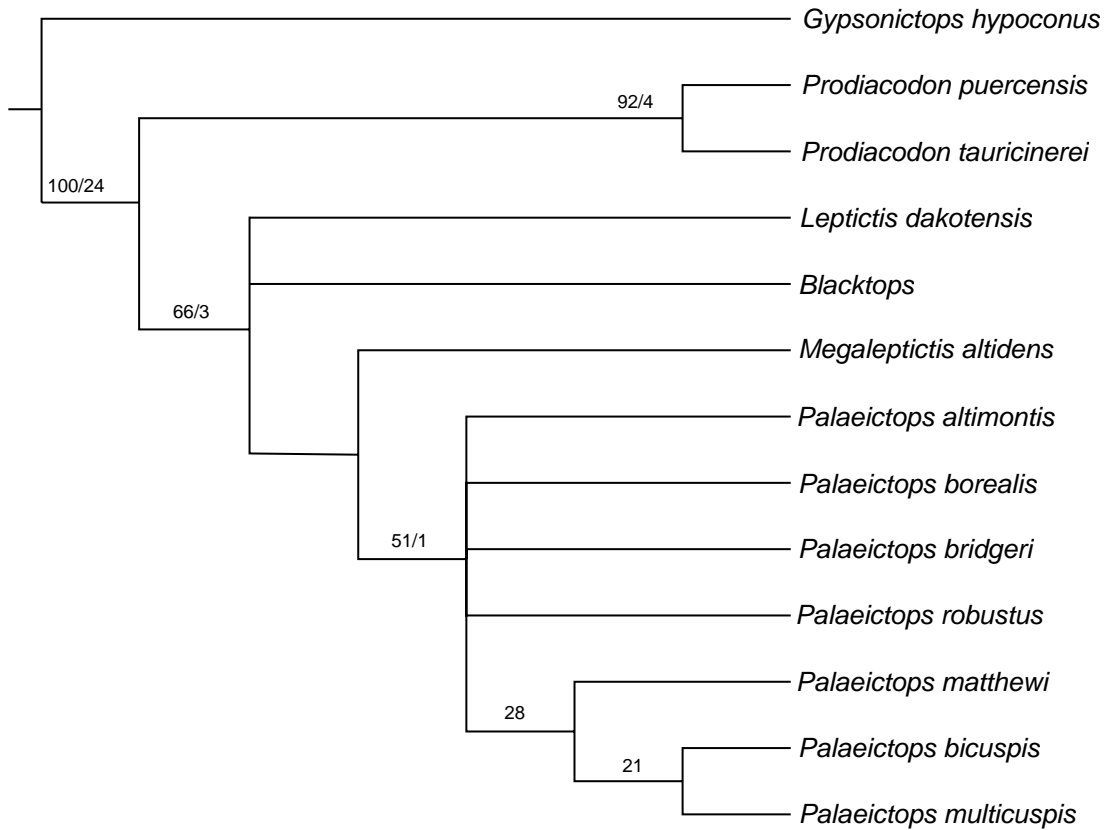 Gypsonictops hypoconus
Prodiacodon puercensis
92/4
Prodiacodon tauricinerei
100/24
Leptictis dakotensis
Blacktops
66/3
Megaleptictis altidens
Palaeictops altimontis
Palaeictops borealis
51/1
Palaeictops bridgeri
Palaeictops robustus
Palaeictops matthewi
28
Palaeictops bicuspis
21
Palaeictops multicuspis